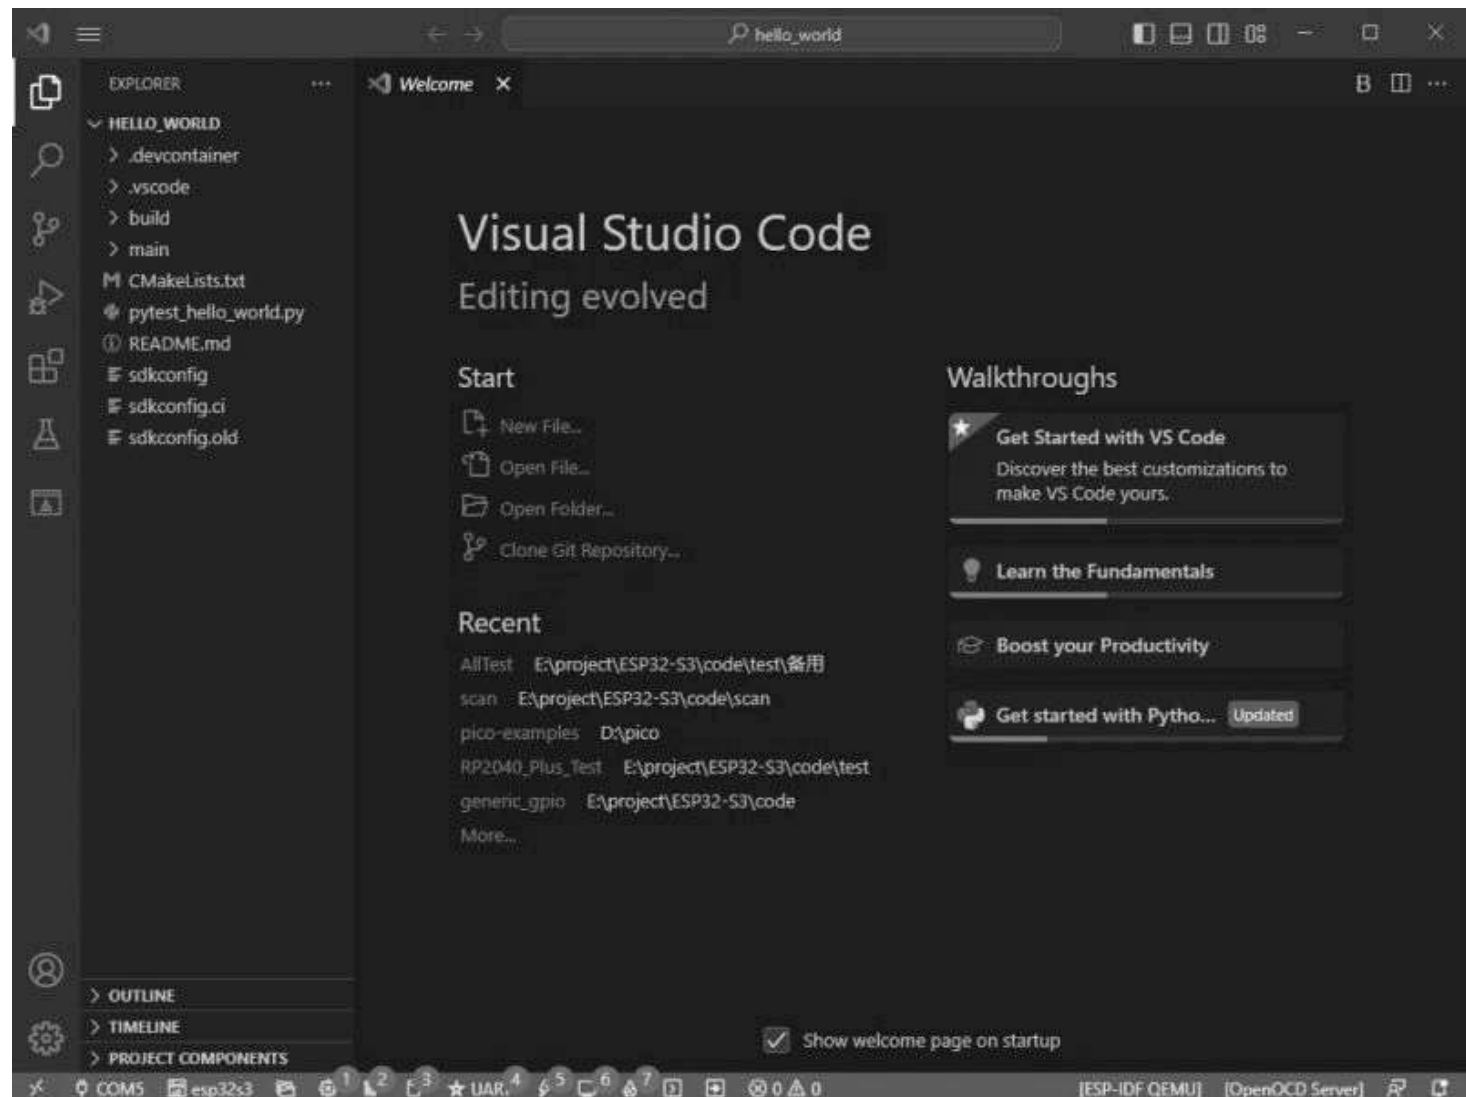 hello_world
EXPLORER
Welcome
HELLO_WORLD
.devcontainer
.vscode
build
main
CMakeLists.txt
pytest_hello_world.py
README.md
sdkconfig
sdkconfig.ci
sdkconfig.old
OUTLINE
TIMELINE
PROJECT COMPONENTS
Visual Studio Code
Editing evolved
Start
New File...
Open File...
Open Folder...
Clone Git Repository...
Recent
AllTest E:\project\ESP32-S3\code\test\备用
scan E:\project\ESP32-S3\code\scan
pico-examples D:\pico
RP2040_Plus_Test E:\project\ESP32-S3\code\test
generic_gpio E:\project\ESP32-S3\code
More...
Walkthroughs
Get Started with VS Code
Discover the best customizations to
make VS Code yours.
Learn the Fundamentals
Boost your Productivity
Get started with Pytho... Updated
Show welcome page on startup
COM5 esp32s3 1 2 3 UAR. 4 5 6 7 0 0 [ESP-IDF QEMU] [OpenOCD Server]